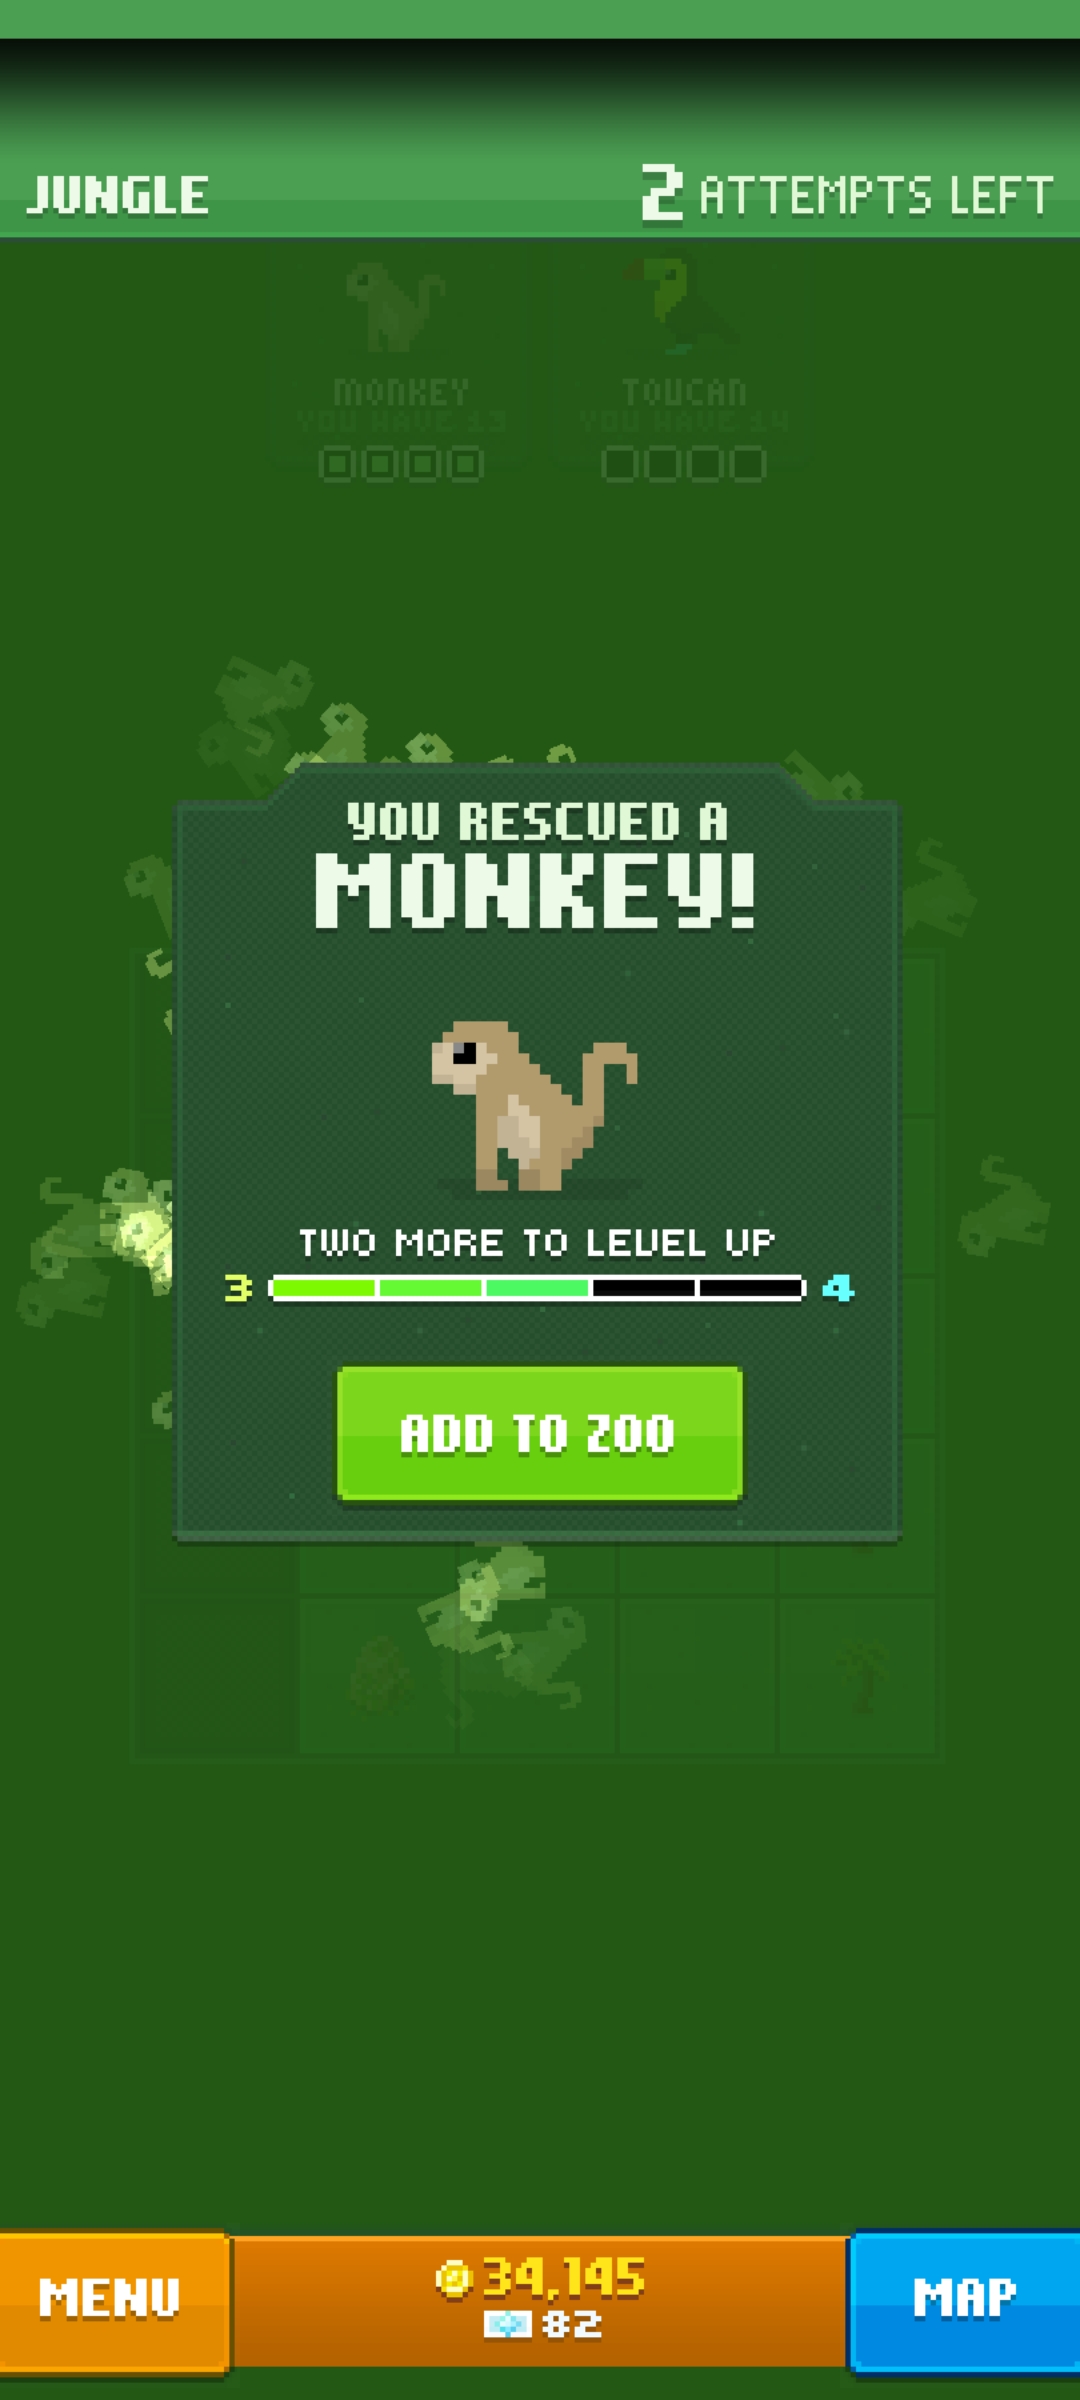 JUNGLE
2 ATTEMPTS LEFT
MONKEY
YOU HAVE 13
TOUCAN
YOU HAVE 14
YOU RESCUED A
MONKEY!
TWO MORE TO LEVEL UP
3
4
ADD TO ZOO
MENU
34,145
82
MAP